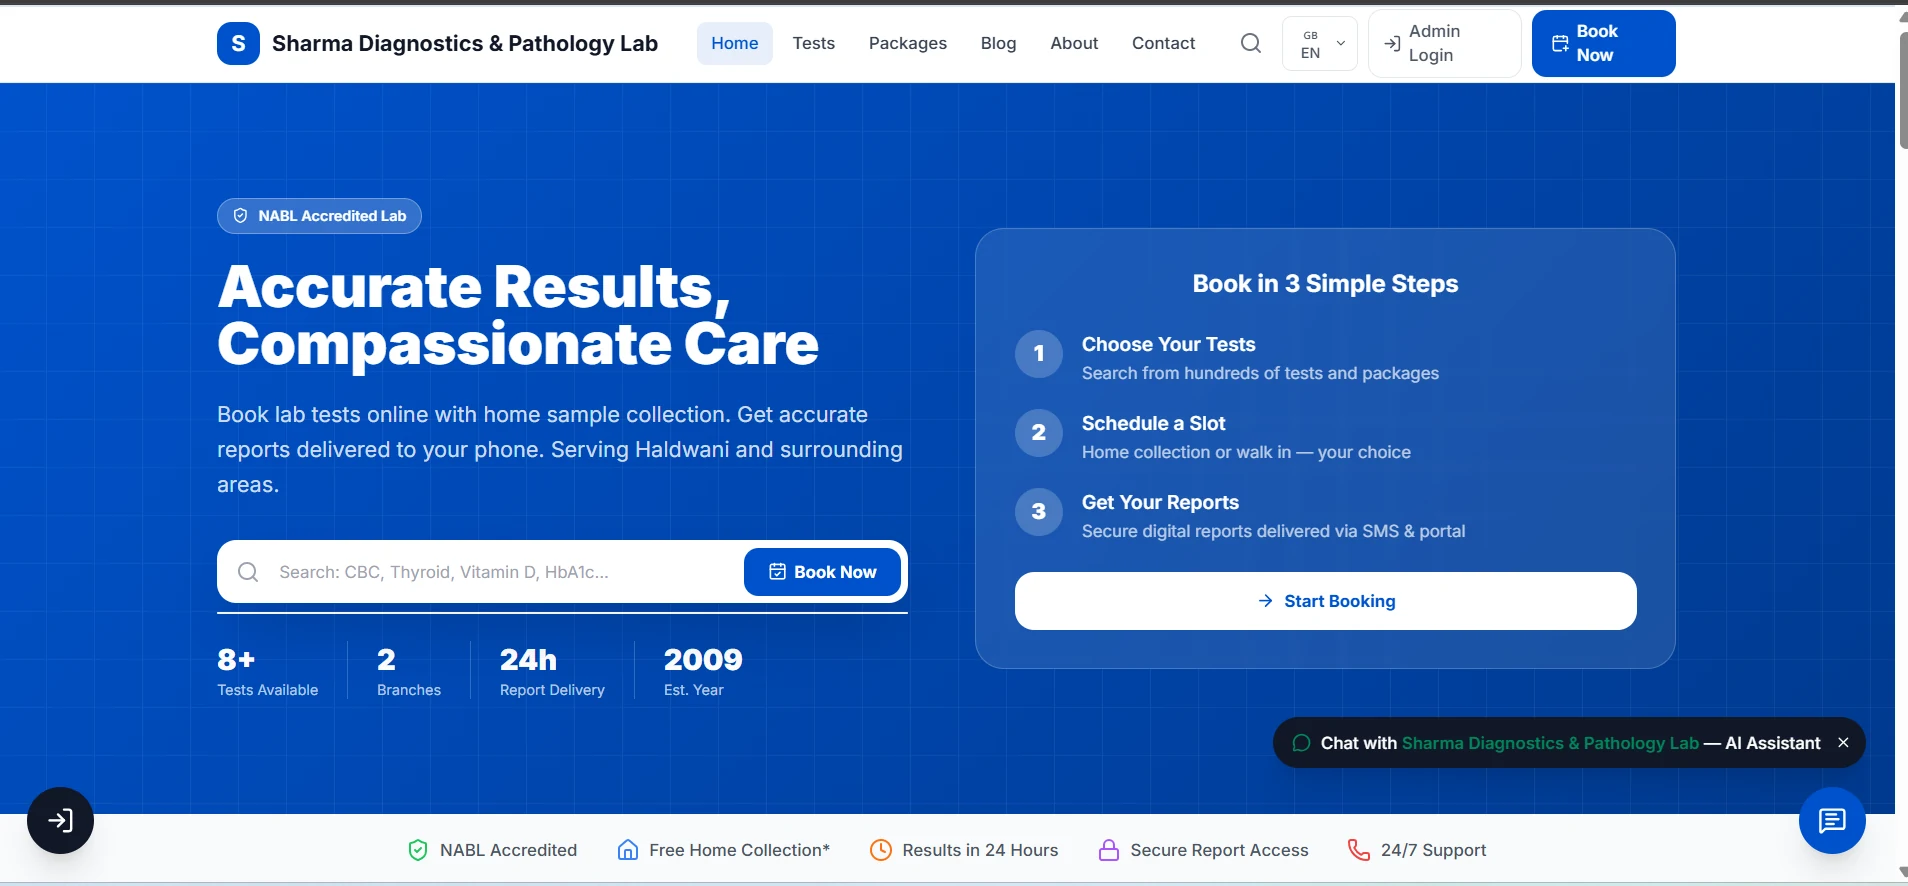 S Sharma Diagnostics & Pathology Lab
Home
Tests
Packages
Blog
About
Contact
GB
EN
Admin
Login
Book
Now
NABL Accredited Lab
Accurate Results,
Compassionate Care
Book lab tests online with home sample collection. Get accurate
reports delivered to your phone. Serving Haldwani and surrounding
areas.
Search: CBC, Thyroid, Vitamin D, HbA1c...
Book Now
8+
Tests Available
2
Branches
24h
Report Delivery
2009
Est. Year
Book in 3 Simple Steps
1
Choose Your Tests
Search from hundreds of tests and packages
2
Schedule a Slot
Home collection or walk in — your choice
3
Get Your Reports
Secure digital reports delivered via SMS & portal
Start Booking
Chat with Sharma Diagnostics & Pathology Lab — AI Assistant
NABL Accredited
Free Home Collection*
Results in 24 Hours
Secure Report Access
24/7 Support